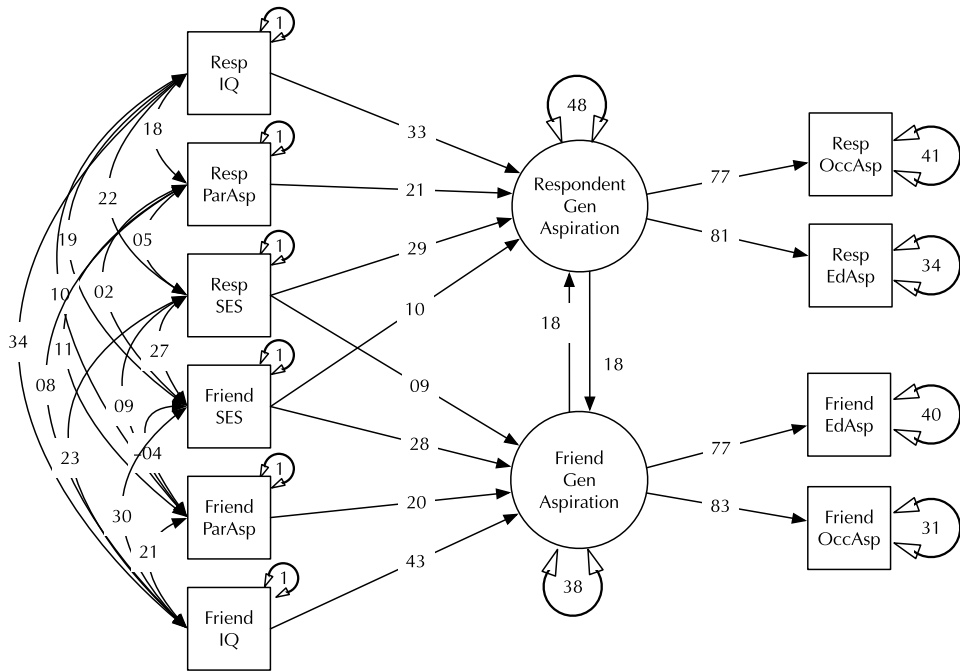 1
Resp
IQ
1
Resp
ParAsp
1
Resp
SES
1
Friend
SES
1
Friend
ParAsp
1
Friend
IQ
18
22
05
19
10
02
34
11
27
08
09
23
-04
30
21
33
21
29
10
09
28
20
43
48
Respondent
Gen
Aspiration
18
18
Friend
Gen
Aspiration
38
77
81
77
83
Resp
OccAsp
41
Resp
EdAsp
34
Friend
EdAsp
40
Friend
OccAsp
31